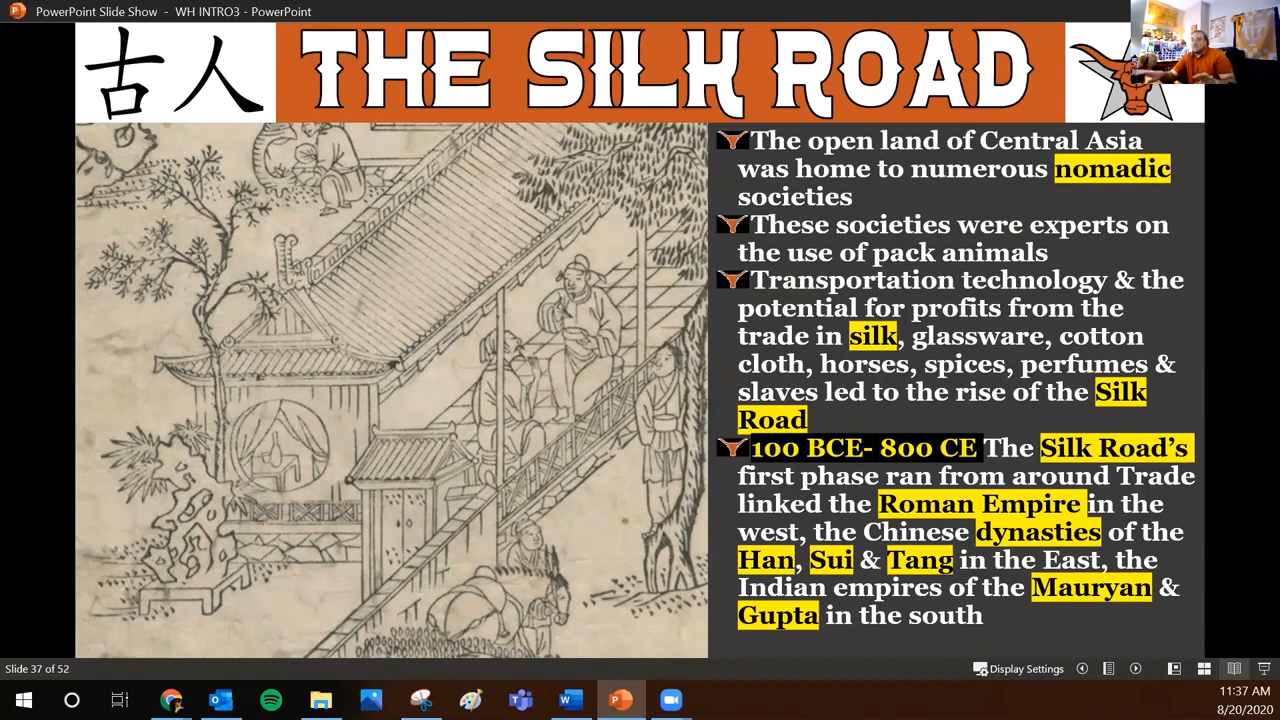 PowerPoint Slide Show - WH INTRO3 - PowerPoint
古人
THE SILK ROAD
The open land of Central Asia
was home to numerous nomadic
societies
These societies were experts on
the use of pack animals
Transportation technology & the
potential for profits from the
trade in silk, glassware, cotton
cloth, horses, spices, perfumes &
slaves led to the rise of the Silk
Road
100 BCE- 800 CE The Silk Road's
first phase ran from around Trade
linked the Roman Empire in the
west, the Chinese dynasties of the
Han, Sui & Tang in the East, the
Indian empires of the Mauryan &
Gupta in the south
Slide 37 of 52
Display Settings
11:37 AM
8/20/2020